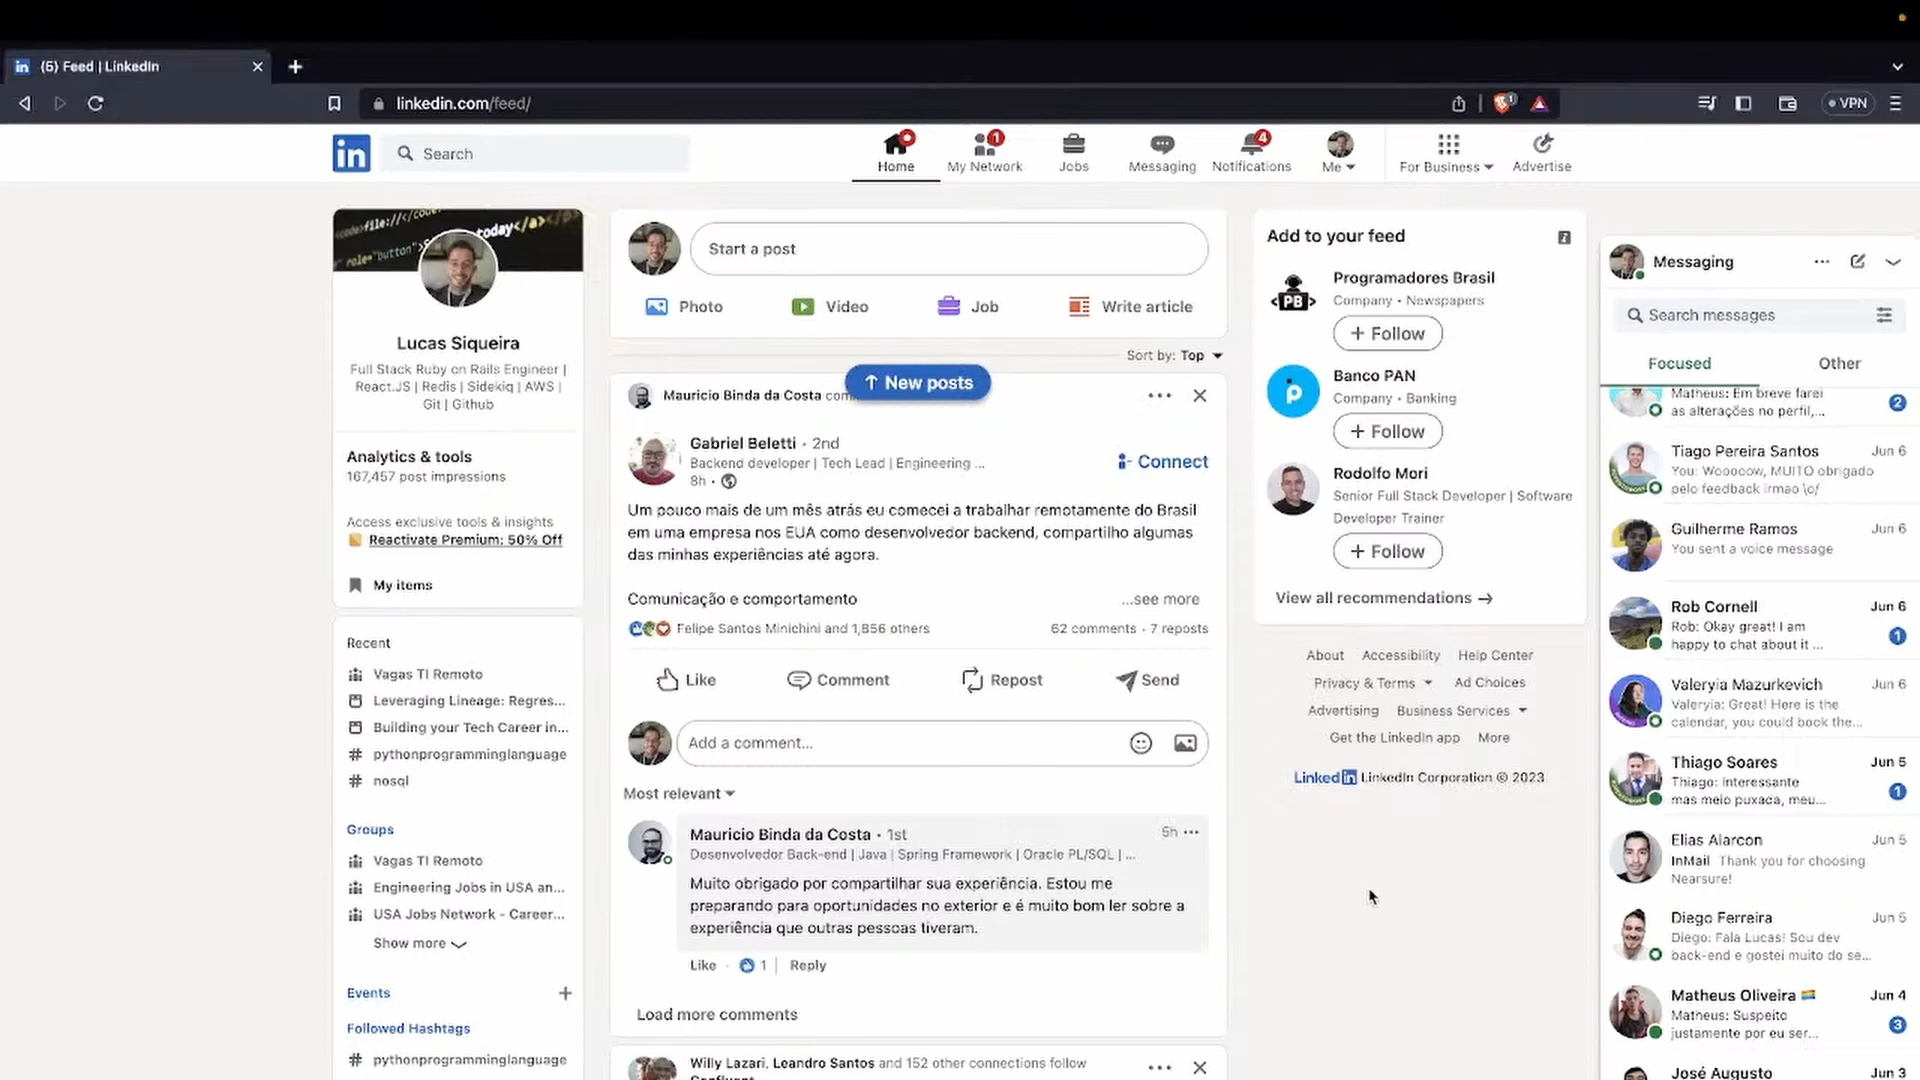 (5) Feed | LinkedIn
linkedin.com/feed/
1
VPN
in
Search
Home
1
My Network
Jobs
Messaging
4
Notifications
Me
For Business
Advertise
Lucas Siqueira
Full Stack Ruby on Rails Engineer |
React.JS | Redis | Sidekiq | AWS |
Git | Github
Analytics & tools
167,457 post impressions
Access exclusive tools & insights
Reactivate Premium: 50% Off
My items
Recent
Vagas TI Remoto
Leveraging Lineage: Regres...
Building your Tech Career in...
# pythonprogramminglanguage
# nosql
Groups
Vagas TI Remoto
Engineering Jobs in USA an...
USA Jobs Network - Career...
Show more
Events
+
Followed Hashtags
# pythonprogramminglanguage
Start a post
Photo
Video
Job
Write article
Sort by: Top
↑ New posts
Mauricio Binda da Costa
Gabriel Beletti • 2nd
Backend developer | Tech Lead | Engineering ...
8h •
Connect
Um pouco mais de um mês atrás eu comecei a trabalhar remotamente do Brasil
em uma empresa nos EUA como desenvolvedor backend, compartilho algumas
das minhas experiências até agora.
Comunicação e comportamento
...see more
Felipe Santos Minichini and 1,856 others
62 comments • 7 reposts
Like
Comment
Repost
Send
Add a comment...
Most relevant
Mauricio Binda da Costa • 1st
5h
Desenvolvedor Back-end | Java | Spring Framework | Oracle PL/SQL | ...
Muito obrigado por compartilhar sua experiência. Estou me
preparando para oportunidades no exterior e é muito bom ler sobre a
experiência que outras pessoas tiveram.
Like · 1 | Reply
Load more comments
Willy Lazari, Leandro Santos and 152 other connections follow
Add to your feed
<PB>
Programadores Brasil
Company • Newspapers
+ Follow
Banco PAN
Company • Banking
+ Follow
Rodolfo Mori
Senior Full Stack Developer | Software
Developer Trainer
+ Follow
View all recommendations →
About
Accessibility
Help Center
Privacy & Terms
Ad Choices
Advertising
Business Services
Get the LinkedIn app
More
LinkedIn LinkedIn Corporation © 2023
Messaging
Search messages
Focused
Other
Matheus: Em breve farei
as alterações no perfil,...
2
Tiago Pereira Santos
Jun 6
You: Woooow, MUITO obrigado
pelo feedback irmao \o/
Guilherme Ramos
Jun 6
You sent a voice message
Rob Cornell
Jun 6
Rob: Okay great! I am
happy to chat about it ...
1
Valeryia Mazurkevich
Jun 6
Valeryia: Great! Here is the
calendar, you could book the...
Thiago Soares
Jun 5
Thiago: Interessante
mas meio puxada, meu...
1
Elias Alarcon
Jun 5
InMail Thank you for choosing
Nearsure!
Diego Ferreira
Jun 5
Diego: Fala Lucas! Sou dev
back-end e gostei muito do se...
Matheus Oliveira
Jun 4
Matheus: Suspeito
justamente por eu ser...
3
José Augusto
Jun 3